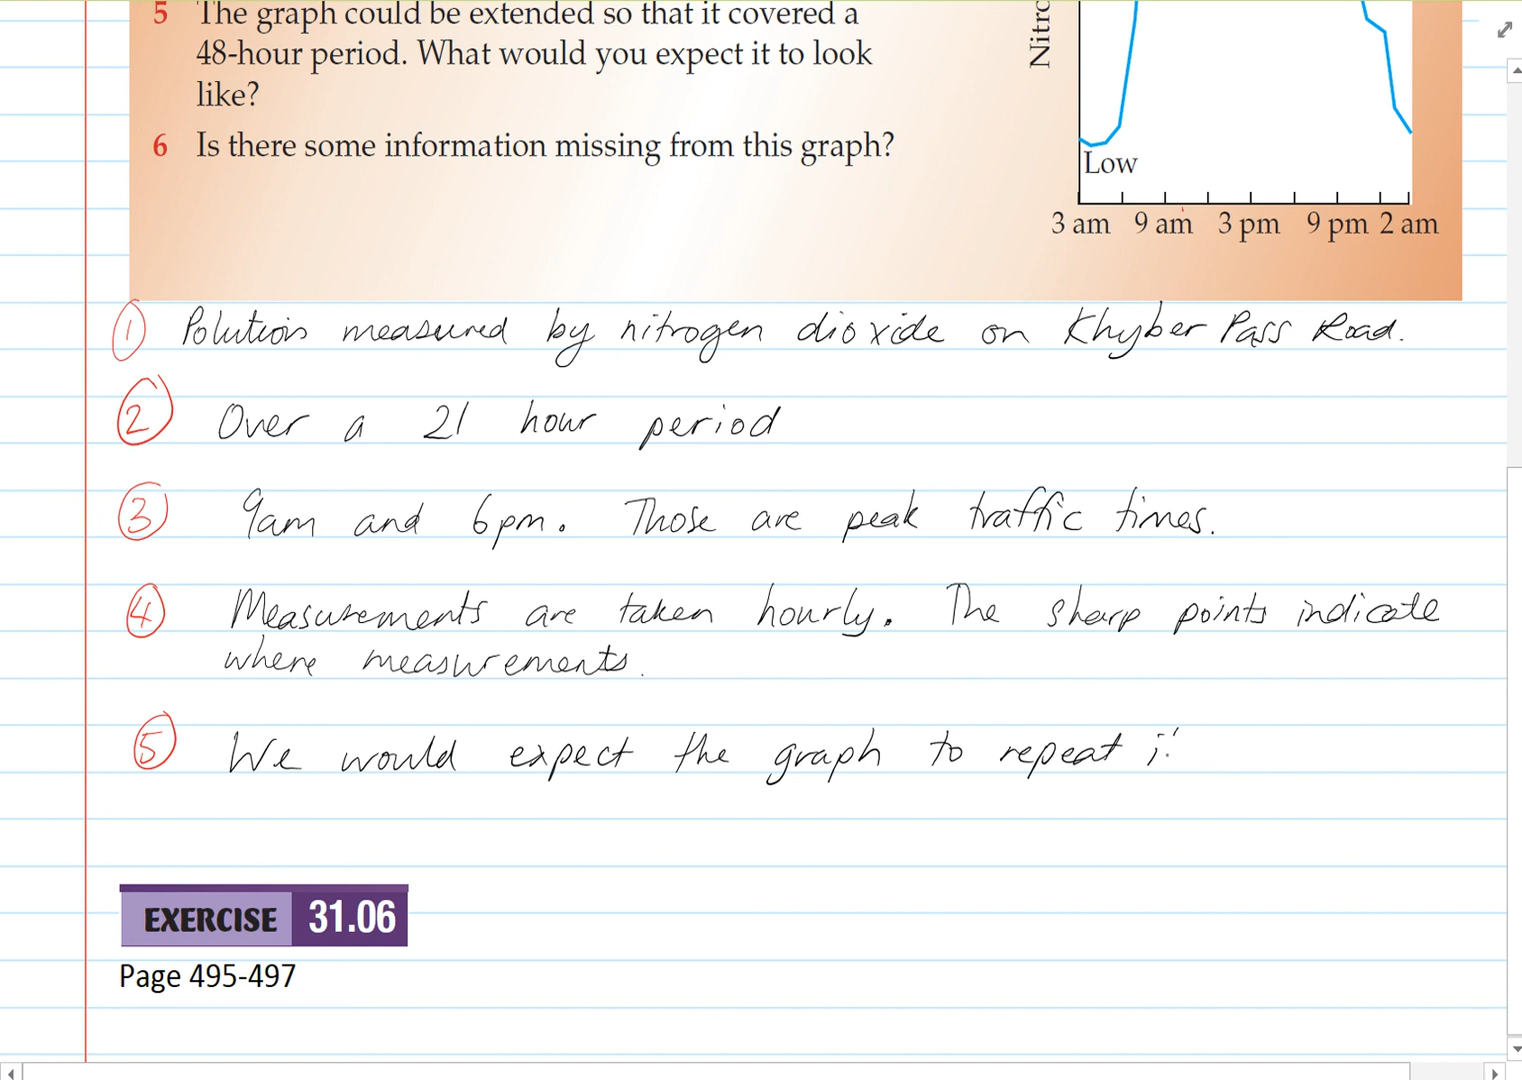 5 The graph could be extended so that it covered a
48-hour period. What would you expect it to look
like?
6 Is there some information missing from this graph?
Nitro
Low
3 am 9 am 3 pm 9 pm 2 am
1 Polution measured by nitrogen dioxide on Khyber Pass Road.
2 Over a 21 hour period
3 9am and 6pm. Those are peak traffic times.
4 Measurements are taken hourly. The sharp points indicate
where measurements.
5 We would expect the graph to repeat
EXERCISE 31.06
Page 495-497